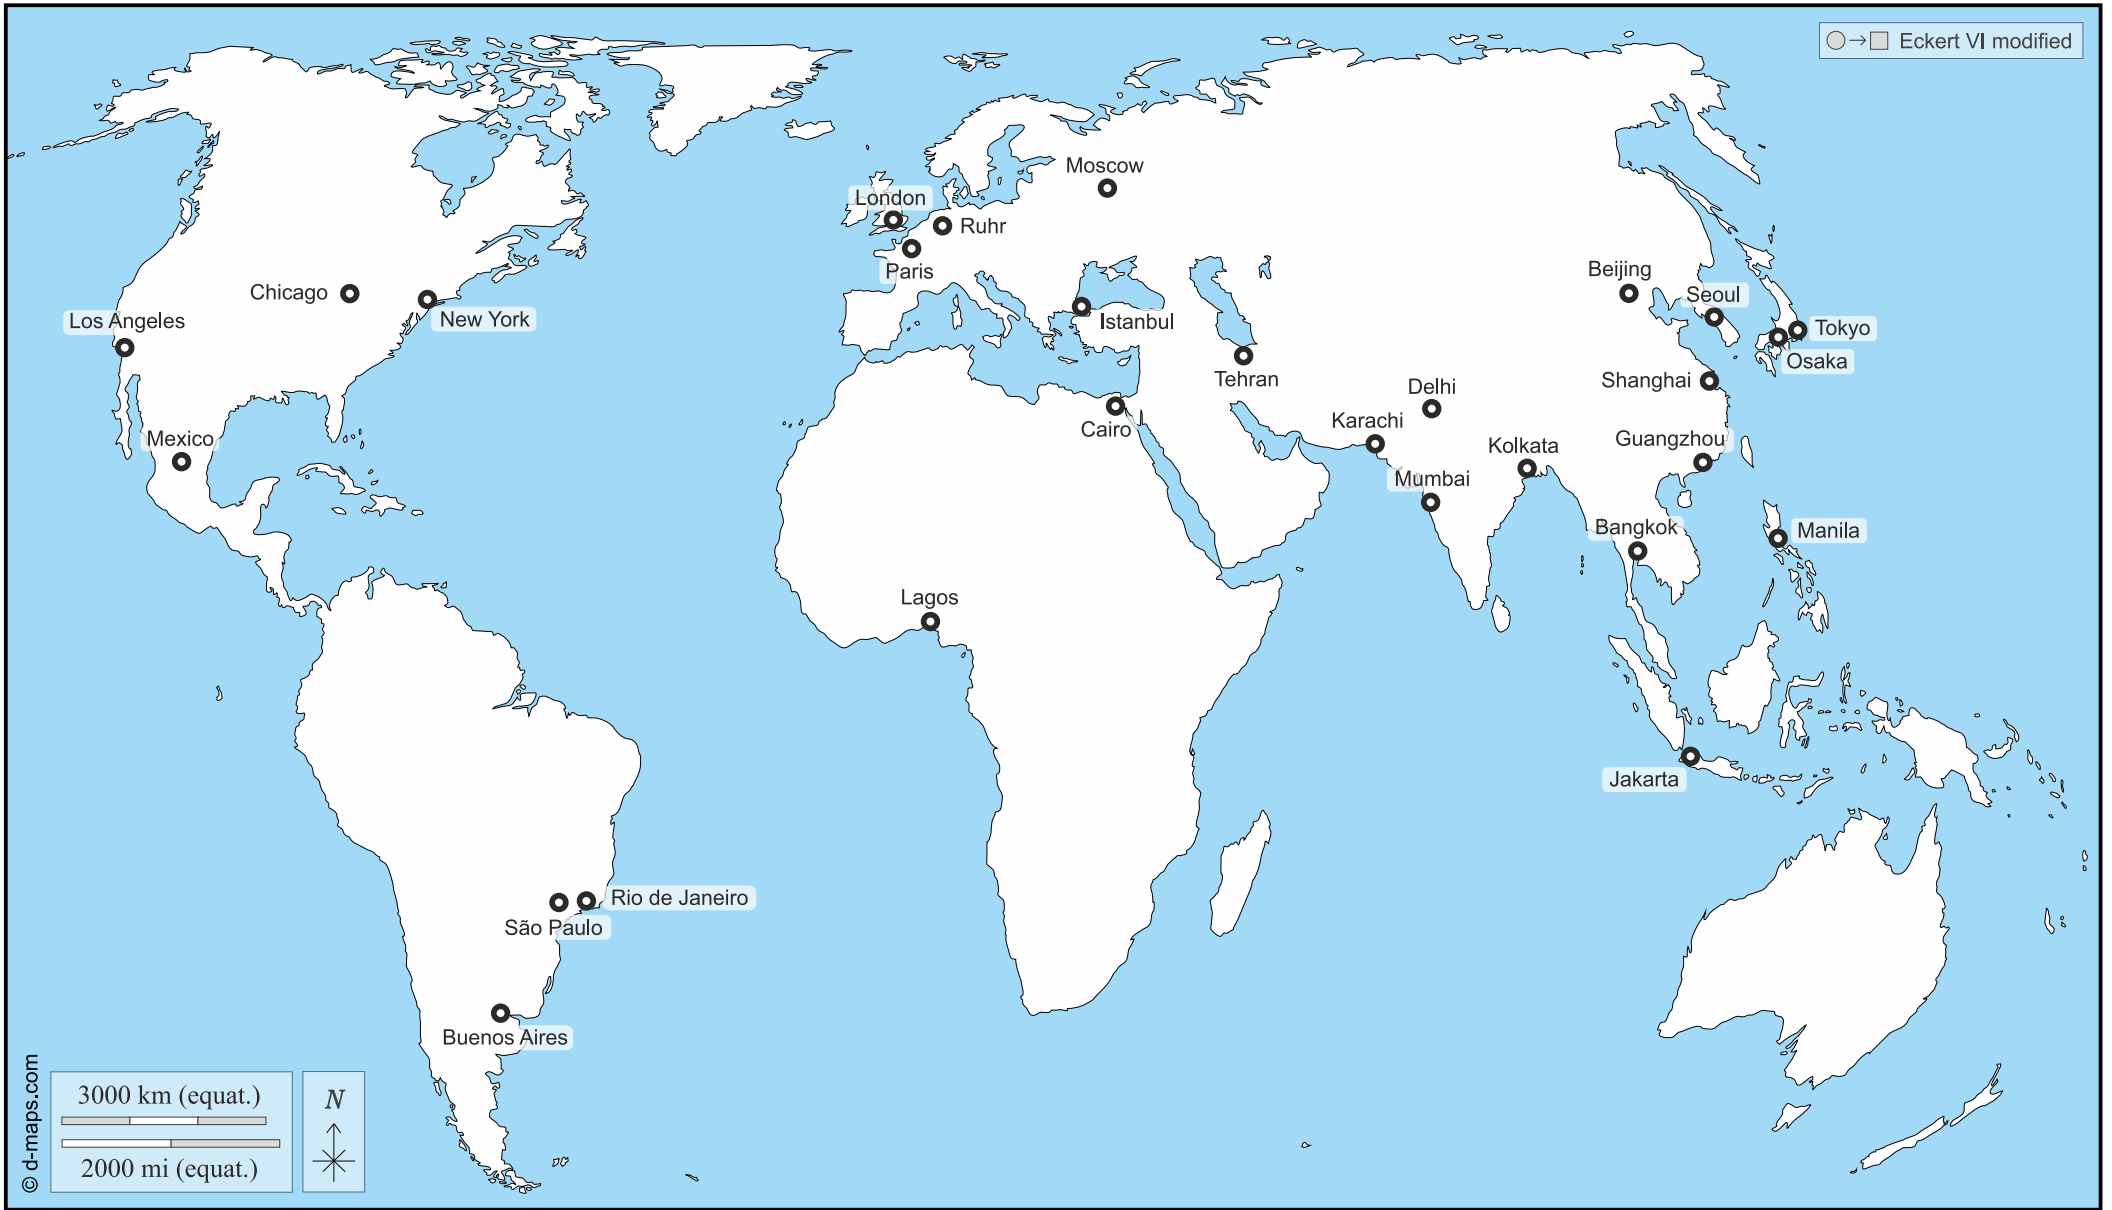 Eckert VI modified
Moscow
London
Ruhr
Paris
Beijing
Chicago
Seoul
New York
Los Angeles
Istanbul
Tokyo
Osaka
Tehran
Shanghai
Delhi
Karachi
Cairo
Mexico
Guangzhou
Kolkata
Mumbai
Bangkok
Manila
Lagos
Jakarta
Rio de Janeiro
São Paulo
Buenos Aires
© d-maps.com
3000 km (equat.)
2000 mi (equat.)
N